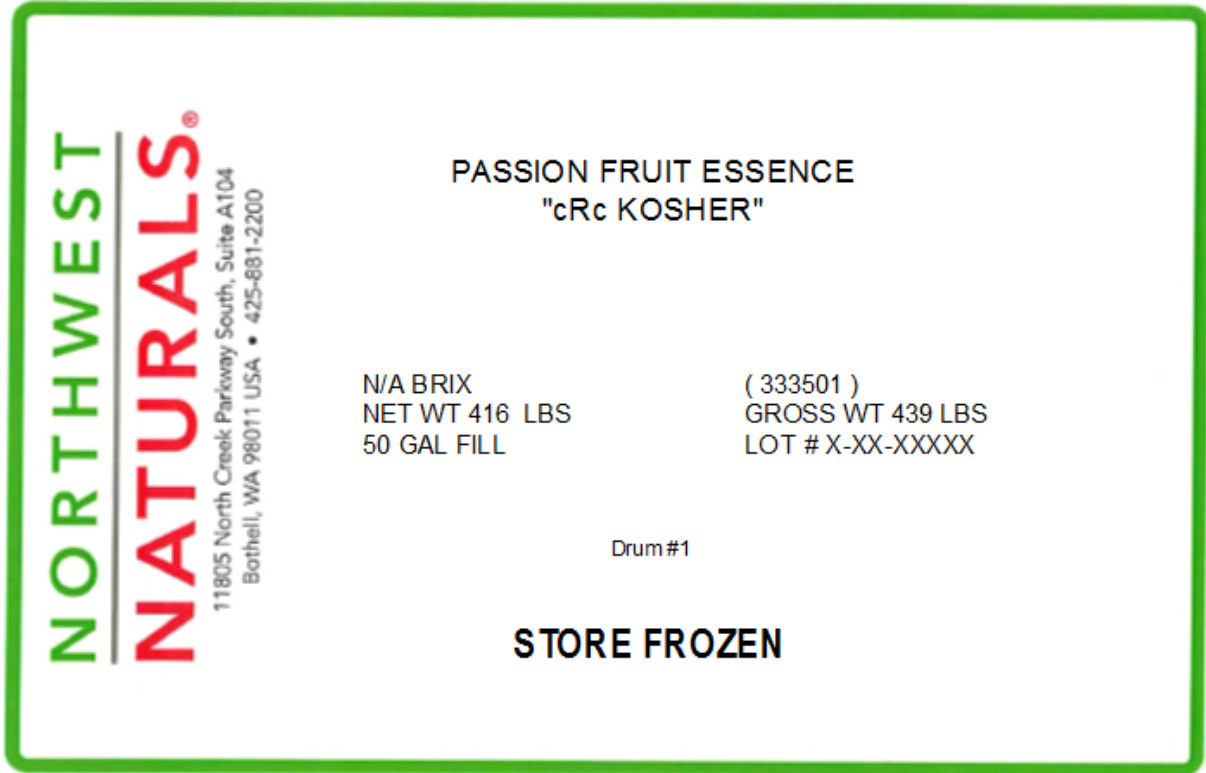 NORTHWEST
NATURALS®
11805 North Creek Parkway South, Suite A104
Bothell, WA 98011 USA • 425-881-2200
PASSION FRUIT ESSENCE
"cRc KOSHER"
N/A BRIX
NET WT 416 LBS
50 GAL FILL
( 333501 )
GROSS WT 439 LBS
LOT # X-XX-XXXXX
Drum #1
STORE FROZEN